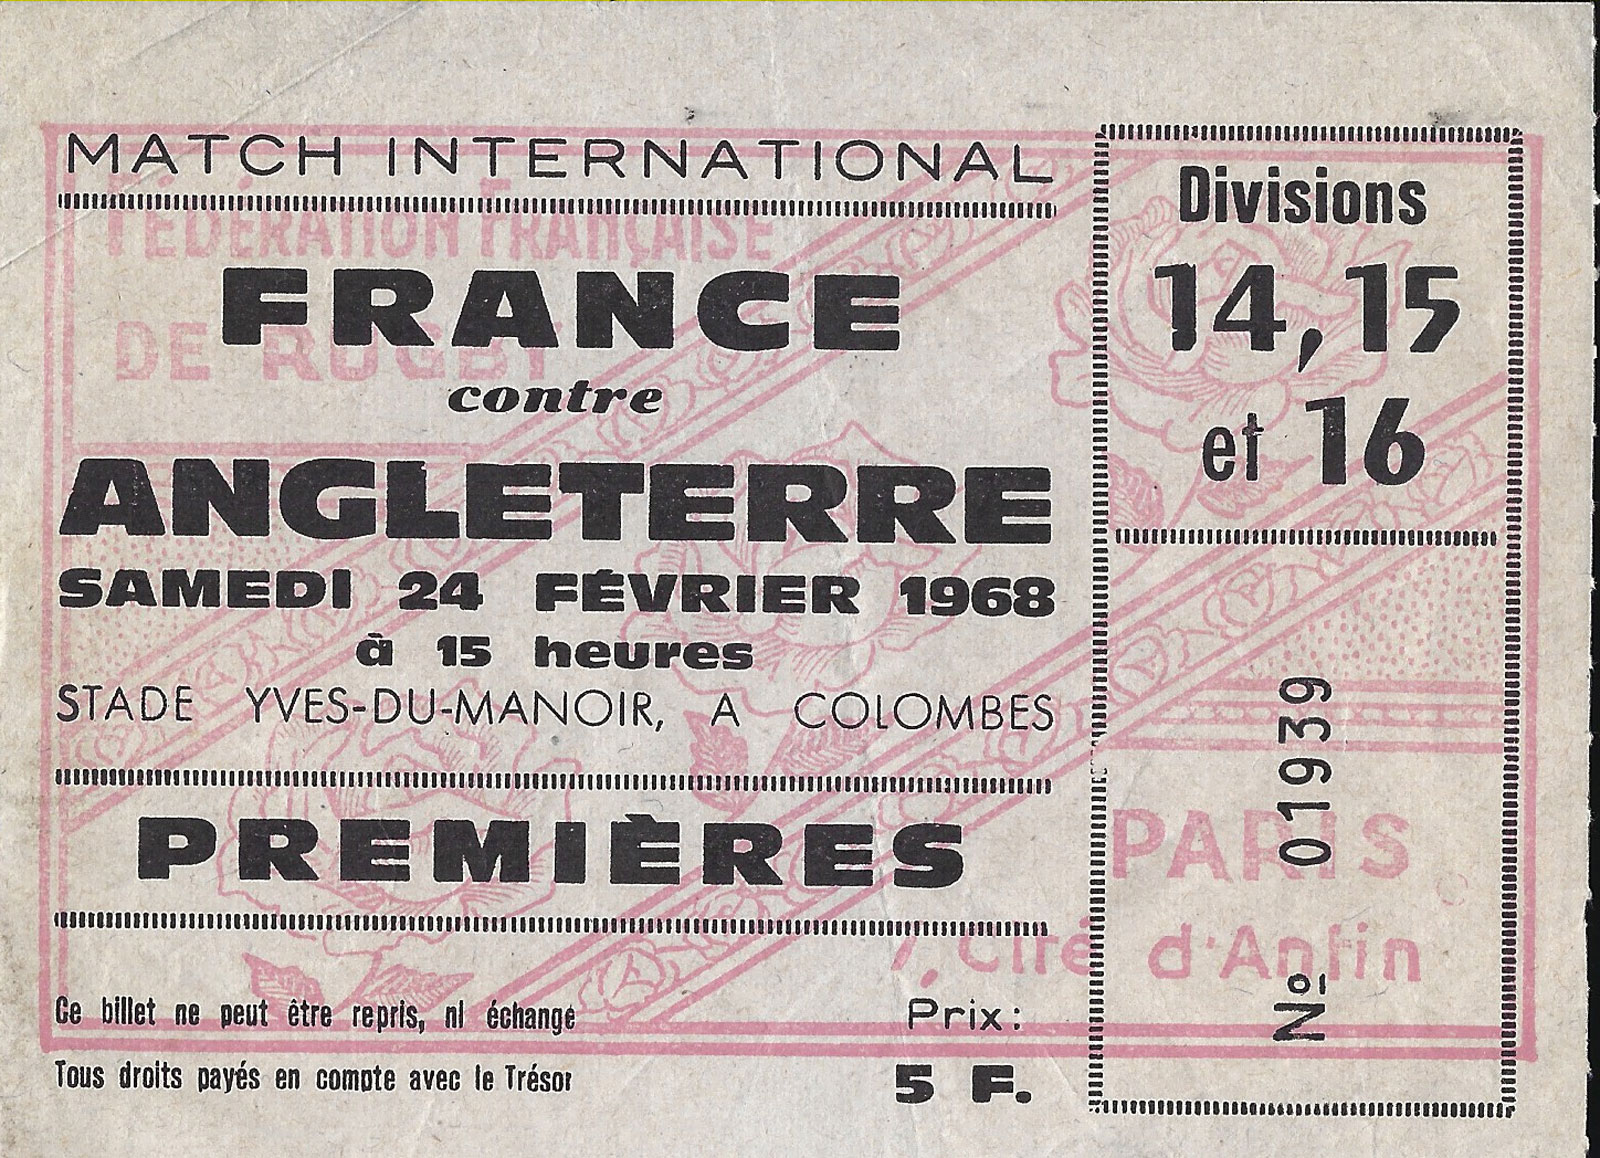 MATCH INTERNATIONAL
FÉDÉRATION FRANÇAISE
DE RUGBY
FRANCE
contre
ANGLETERRE
SAMEDI 24 FÉVRIER 1968
à 15 heures
STADE YVES-DU-MANOIR, A COLOMBES
PREMIÈRES
Ce billet ne peut être repris, ni échangé
Tous droits payés en compte avec le Trésor
Prix :
5 F.
Divisions
14, 15
et 16
Nº 01939
PARIS
7, Cité d'Antin